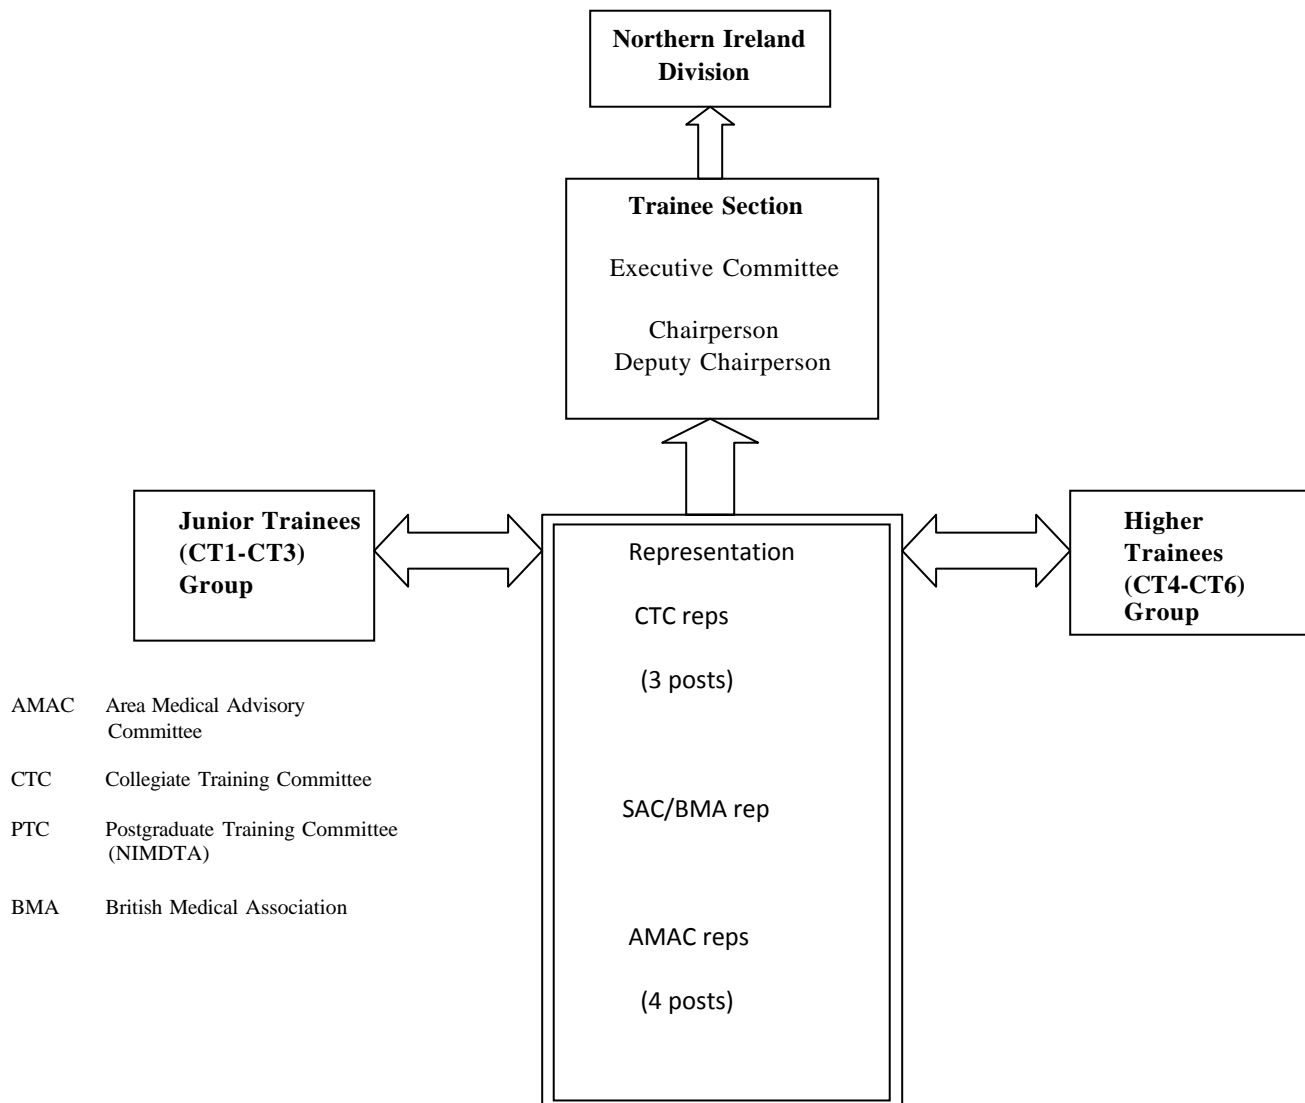 Northern Ireland
Division
Trainee Section
Executive Committee
Chairperson
Deputy Chairperson
Junior Trainees
(CT1-CT3)
Group
Representation
CTC reps
(3 posts)
SAC/BMA rep
AMAC reps
(4 posts)
Higher
Trainees
(CT4-CT6)
Group
AMAC Area Medical Advisory
Committee
CTC Collegiate Training Committee
PTC Postgraduate Training Committee
(NIMDTA)
BMA British Medical Association